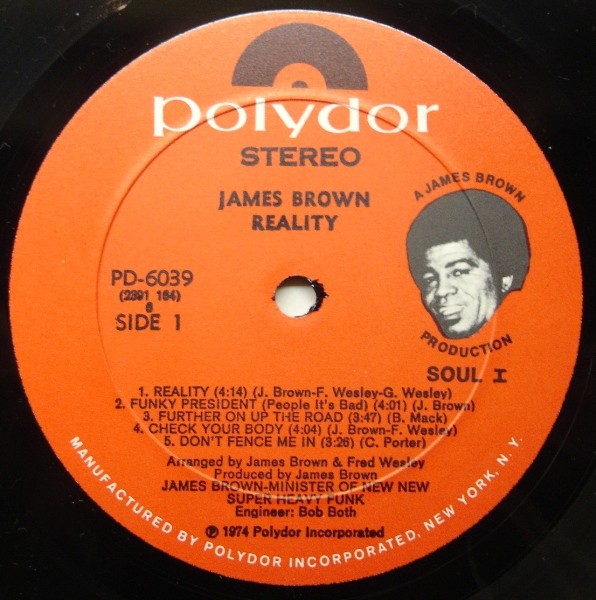 Polydor
STEREO
JAMES BROWN
REALITY
A JAMES BROWN
PRODUCTION
PD-6039
(2391 164)
6
SIDE 1
SOUL I
1. REALITY (4:14) (J. Brown-F. Wesley-G. Wesley)
2. FUNKY PRESIDENT (People It's Bad) (4:01) (J. Brown)
3. FURTHER ON UP THE ROAD (3:47) (B. Mack)
4. CHECK YOUR BODY (4:04) (J. Brown-F. Wesley)
5. DON'T FENCE ME IN (3:26) (C. Porter)
Arranged by James Brown & Fred Wesley
Produced by James Brown
JAMES BROWN-MINISTER OF NEW NEW
SUPER HEAVY FUNK
Engineer: Bob Both
℗ 1974 Polydor Incorporated
MANUFACTURED BY POLYDOR INCORPORATED, NEW YORK, N. Y.